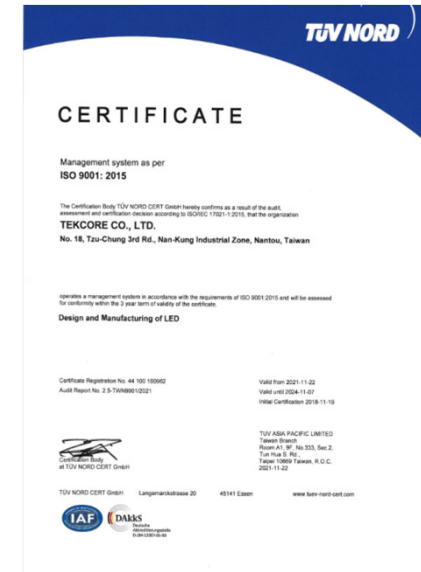 TÜV NORD
CERTIFICATE
Management system as per
ISO 9001: 2015
The Certification Body TÜV NORD CERT GmbH hereby confirms as a result of the audit,
assessment and certification decision according to ISO/IEC 17021-1:2015, that the organization
TEKCORE CO., LTD.
No. 18, Tzu-Chung 3rd Rd., Nan-Kung Industrial Zone, Nantou, Taiwan
operates a management system in accordance with the requirements of ISO 9001:2015 and will be assessed
for conformity within the 3 year term of validity of the certificate.
Design and Manufacturing of LED
Certificate Registration No. 44 100 180982
Audit Report No. 2.5-TWN9901/2021
Valid from 2021-11-22
Valid until 2024-11-07
Initial Certification 2018-11-19
Certification Body
at TÜV NORD CERT GmbH
TUV ASIA PACIFIC LIMITED
Taiwan Branch
Room A1, 9F, No.333, Sec.2,
Tun Hua S. Rd.,
Taipei 10669 Taiwan, R.O.C.
2021-11-22
TÜV NORD CERT GmbH Langemarckstrasse 20 45141 Essen www.tuev-nord-cert.com
IAF
DAkkS
Deutsche
Akkreditierungsstelle